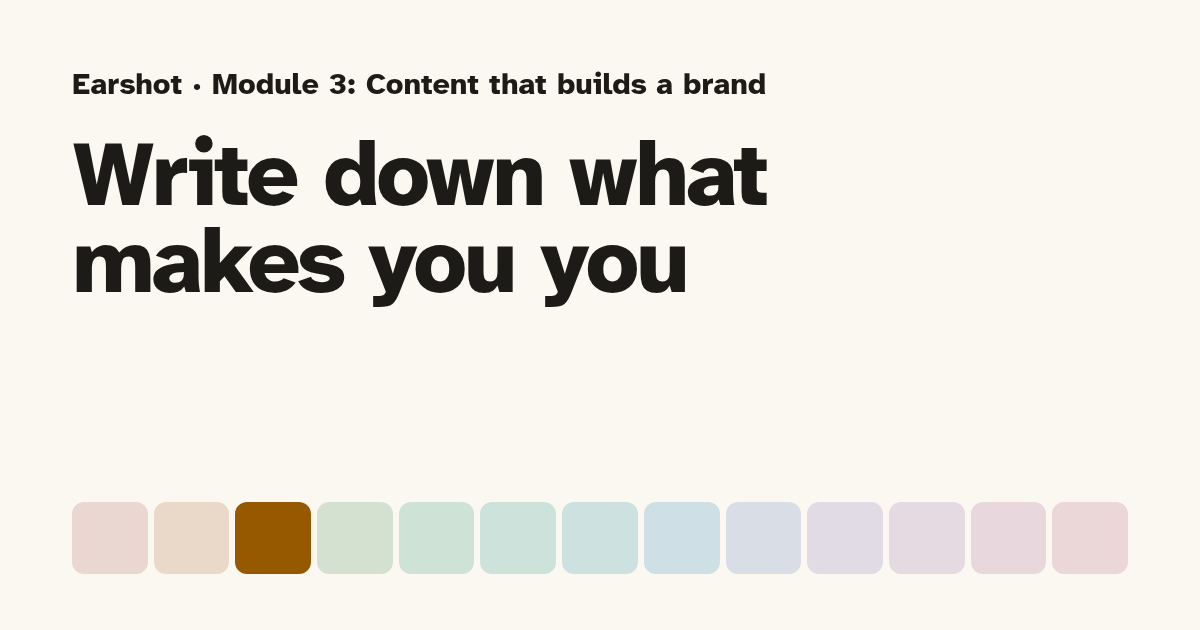 Earshot · Module 3: Content that builds a brand
Write down what
makes you you